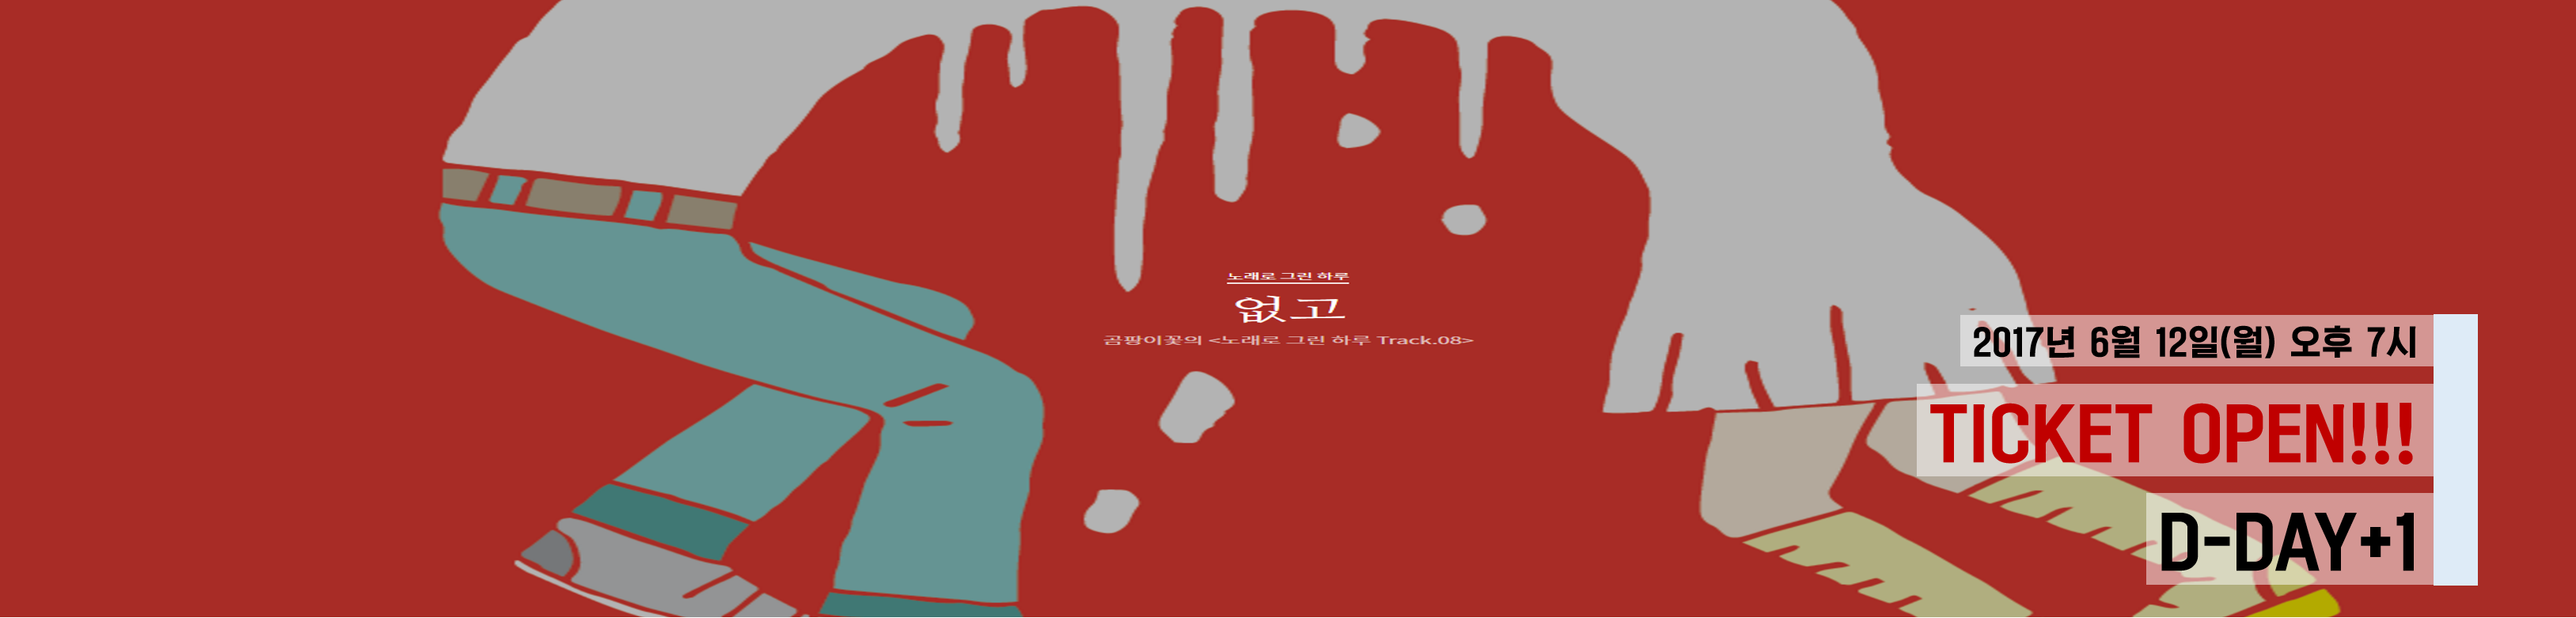 노래로 그린 하루
없고
곰팡이꽃의 <노래로 그린 하루 Track.08>
2017년 6월 12일(월) 오후 7시
TICKET OPEN!!!
D-DAY+1